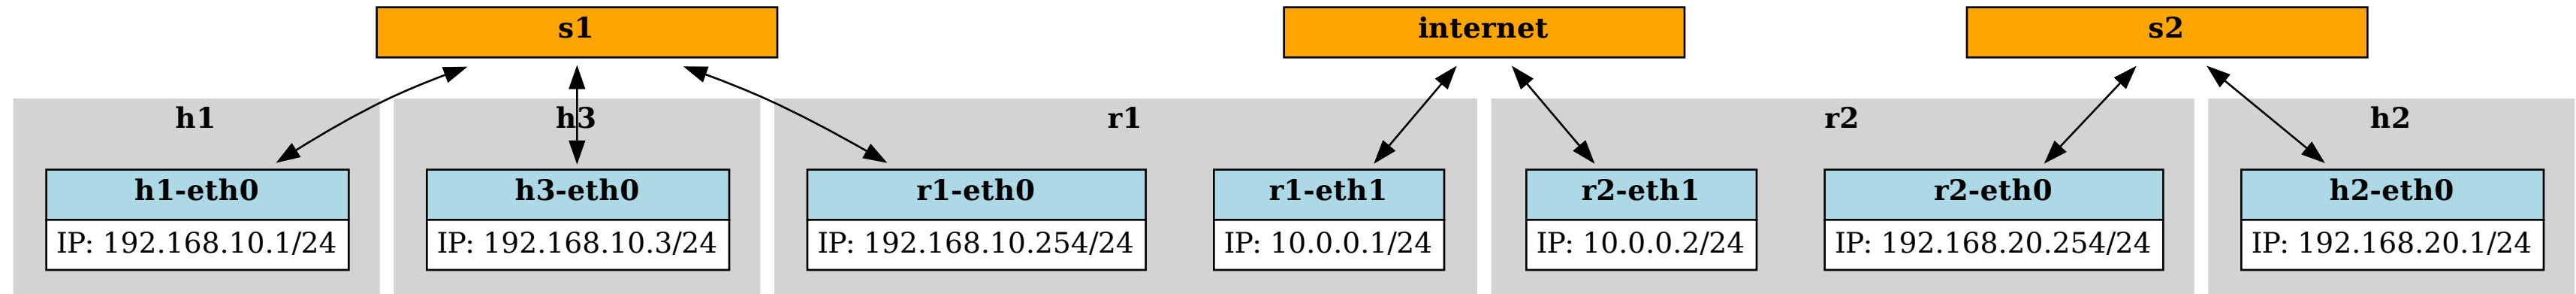 s1
internet
s2
h1
h3
r1
r2
h2
h1-eth0
IP: 192.168.10.1/24
h3-eth0
IP: 192.168.10.3/24
r1-eth0
IP: 192.168.10.254/24
r1-eth1
IP: 10.0.0.1/24
r2-eth1
IP: 10.0.0.2/24
r2-eth0
IP: 192.168.20.254/24
h2-eth0
IP: 192.168.20.1/24